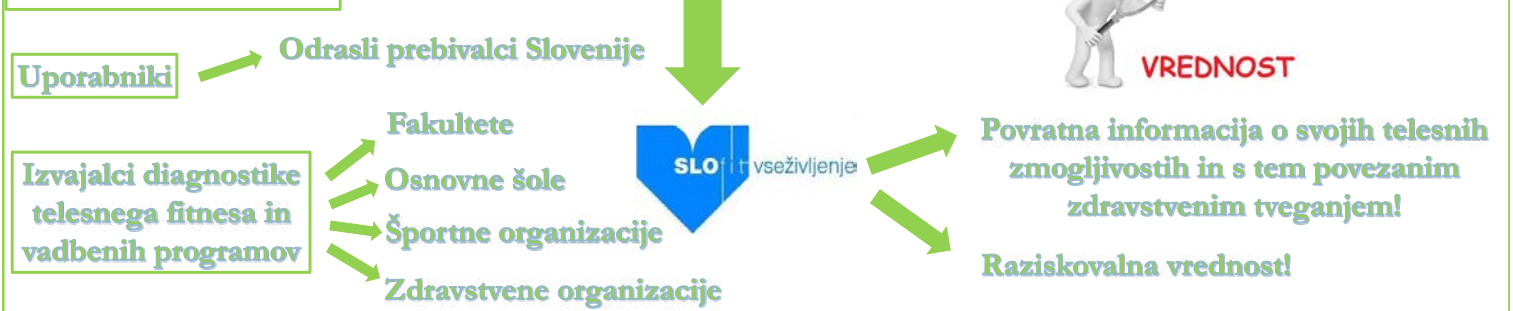 Uporabniki
Odrasli prebivalci Slovenije
Izvajalci diagnostike
telesnega fitnesa in
vadbenih programov
Fakultete
Osnovne šole
Športne organizacije
Zdravstvene organizacije
SLOfit vseživljenje
VREDNOST
Povratna informacija o svojih telesnih
zmogljivostih in s tem povezanim
zdravstvenim tveganjem!
Raziskovalna vrednost!